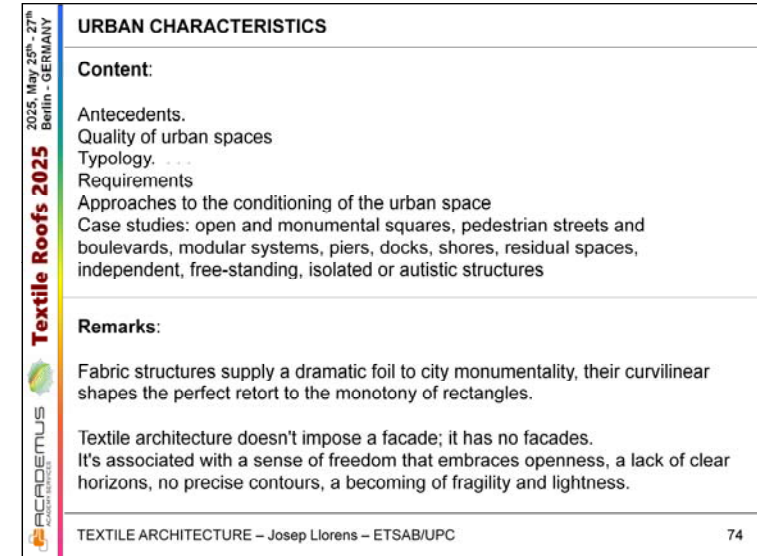 URBAN CHARACTERISTICS
Content:
Antecedents.
Quality of urban spaces
Typology. . . .
Requirements
Approaches to the conditioning of the urban space
Case studies: open and monumental squares, pedestrian streets and
boulevards, modular systems, piers, docks, shores, residual spaces,
independent, free-standing, isolated or autistic structures
Remarks:
Fabric structures supply a dramatic foil to city monumentality, their curvilinear
shapes the perfect retort to the monotony of rectangles.
Textile architecture doesn't impose a facade; it has no facades.
It's associated with a sense of freedom that embraces openness, a lack of clear
horizons, no precise contours, a becoming of fragility and lightness.
TEXTILE ARCHITECTURE – Josep Llorens – ETSAB/UPC 74
ACADEMUS
ACADEMY SERVICES
Textile Roofs 2025
2025, May 25th - 27th
Berlin - GERMANY